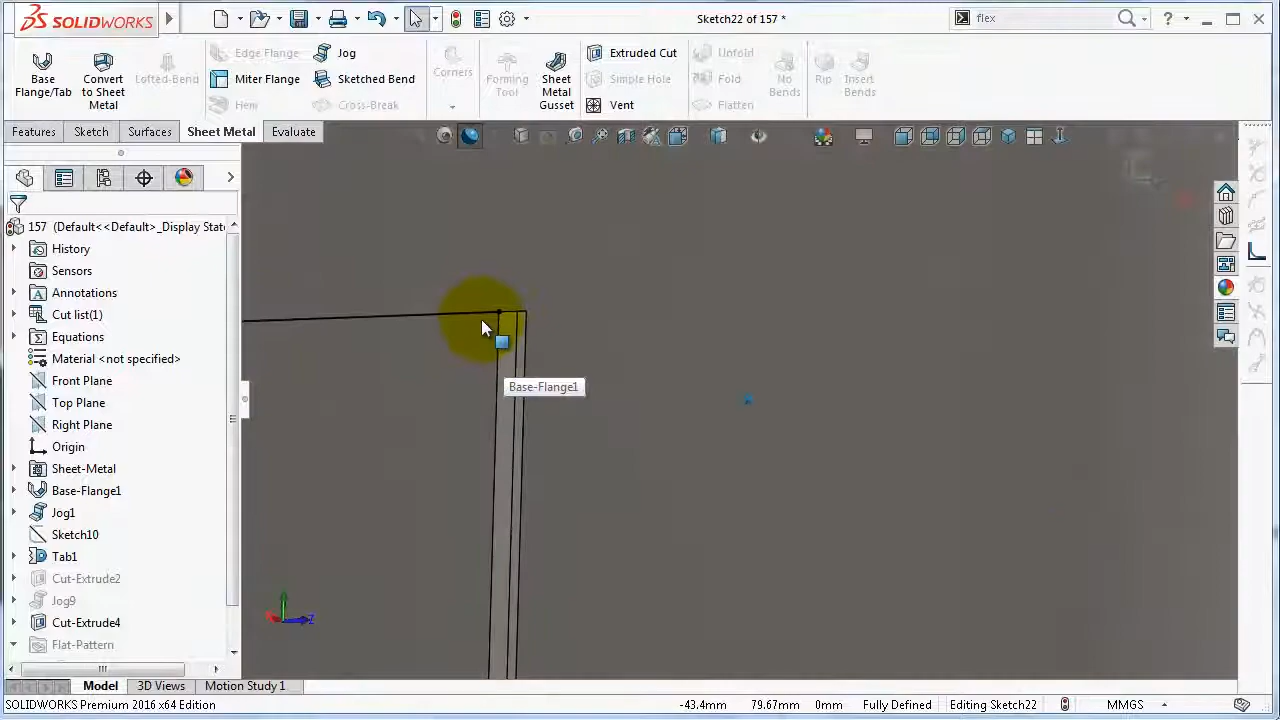 SOLIDWORKS
Sketch22 of 157 *
flex
?
Base Flange/Tab
Convert to Sheet Metal
Lofted-Bend
Edge Flange
Miter Flange
Hem
Jog
Sketched Bend
Cross-Break
Corners
Forming Tool
Sheet Metal Gusset
Extruded Cut
Simple Hole
Vent
Unfold
Fold
Flatten
No Bends
Rip
Insert Bends
Features
Sketch
Surfaces
Sheet Metal
Evaluate
157 (Default<<Default>_Display Stat
History
Sensors
Annotations
Cut list(1)
Equations
Material <not specified>
Front Plane
Top Plane
Right Plane
Origin
Sheet-Metal
Base-Flange1
Jog1
Sketch10
Tab1
Cut-Extrude2
Jog9
Cut-Extrude4
Flat-Pattern
Base-Flange1
Z
Model
3D Views
Motion Study 1
SOLIDWORKS Premium 2016 x64 Edition
-43.4mm
79.67mm
0mm
Fully Defined
Editing Sketch22
MMGS